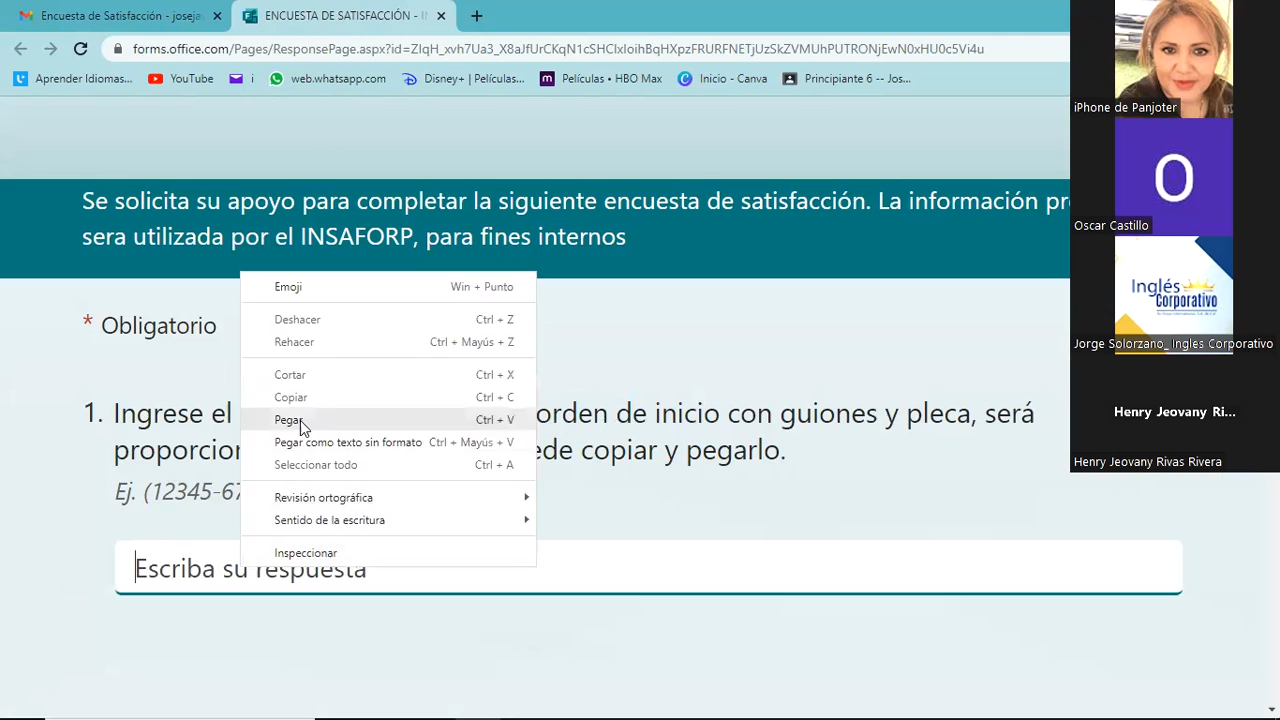 Encuesta de Satisfacción - joseja
ENCUESTA DE SATISFACCIÓN - I
forms.office.com/Pages/ResponsePage.aspx?id=
Aprender Idiomas...
YouTube
i
web.whatsapp.com
Disney+ | Películas...
Películas • HBO Max
Inicio - Canva
Principiante 6 -- Jos...
Se solicita su apoyo para completar la siguiente encuesta de satisfacción. La información pr
sera utilizada por el INSAFORP, para fines internos
* Obligatorio
1. Ingrese el orden de inicio con guiones y pleca, será
proporcion ede copiar y pegarlo.
Ej. (12345-67
Escriba su respuesta
Emoji Win + Punto
Deshacer Ctrl + Z
Rehacer Ctrl + Mayús + Z
Cortar Ctrl + X
Copiar Ctrl + C
Pegar Ctrl + V
Pegar como texto sin formato Ctrl + Mayús + V
Seleccionar todo Ctrl + A
Revisión ortográfica
Sentido de la escritura
Inspeccionar
iPhone de Panjoter
O
Oscar Castillo
Inglés
Corporativo
Jorge Solorzano_ Ingles Corporativo
Henry Jeovany Ri...
Henry Jeovany Rivas Rivera